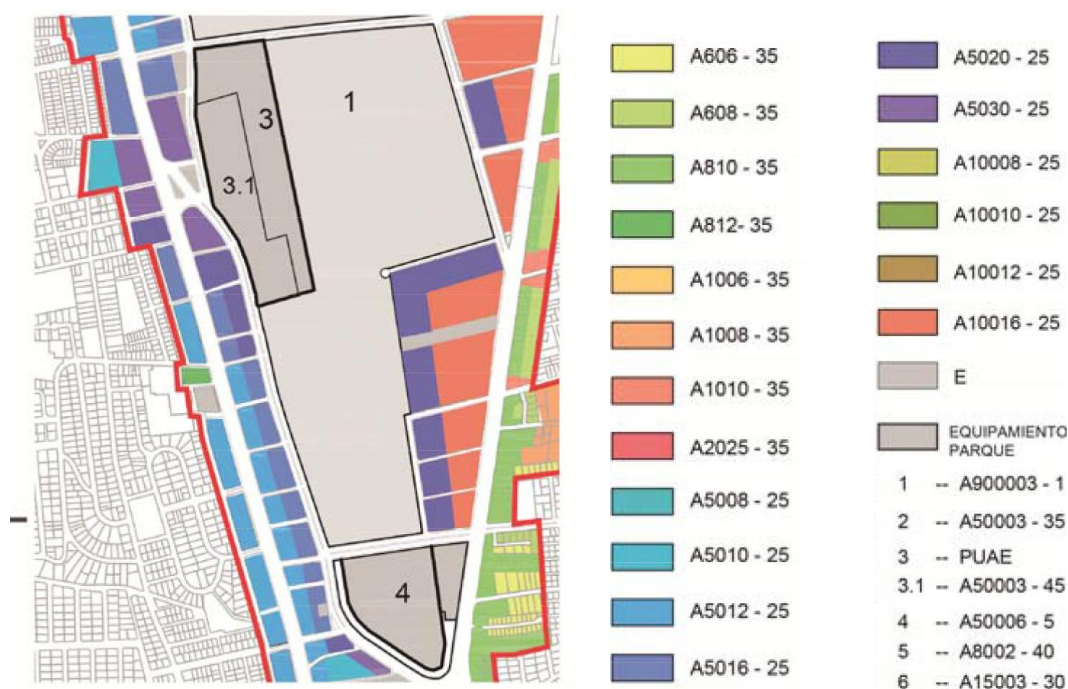 1
3
3.1
4
A606 - 35
A608 - 35
A810 - 35
A812- 35
A1006 - 35
A1008 - 35
A1010 - 35
A2025 - 35
A5008 - 25
A5010 - 25
A5012 - 25
A5016 - 25
A5020 - 25
A5030 - 25
A10008 - 25
A10010 - 25
A10012 - 25
A10016 - 25
E
EQUIPAMIENTO
PARQUE
1 -- A900003 - 1
2 -- A50003 - 35
3 -- PUAE
3.1 -- A50003 - 45
4 -- A50006 - 5
5 -- A8002 - 40
6 -- A15003 - 30